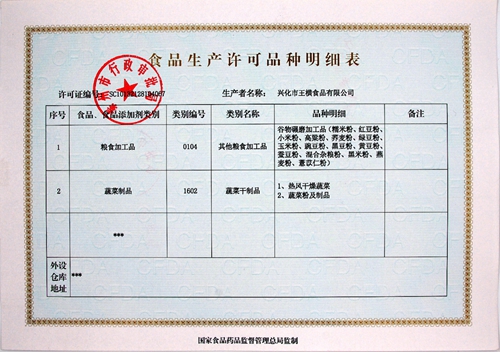 食品生产许可品种明细表
许可证编号: 生产者名称: 兴化市王横食品有限公司
序号 食品、食品添加剂类别 类别编号 类别名称 品种明细 备注
1 粮食加工品 0104 其他粮食加工品
谷物碾磨加工品(糯米粉、红豆粉、
小米粉、高粱粉、荞麦粉、绿豆粉、
玉米粉、豌豆粉、黑豆粉、黄豆粉、
蚕豆粉、混合杂粮粉、黑米粉、燕
麦粉、薏苡仁粉)
2 蔬菜制品 1602 蔬菜干制品
1、热风干燥蔬菜
2、蔬菜粉及制品
***
外设
仓库
地址
***
国家食品药品监督管理总局监制